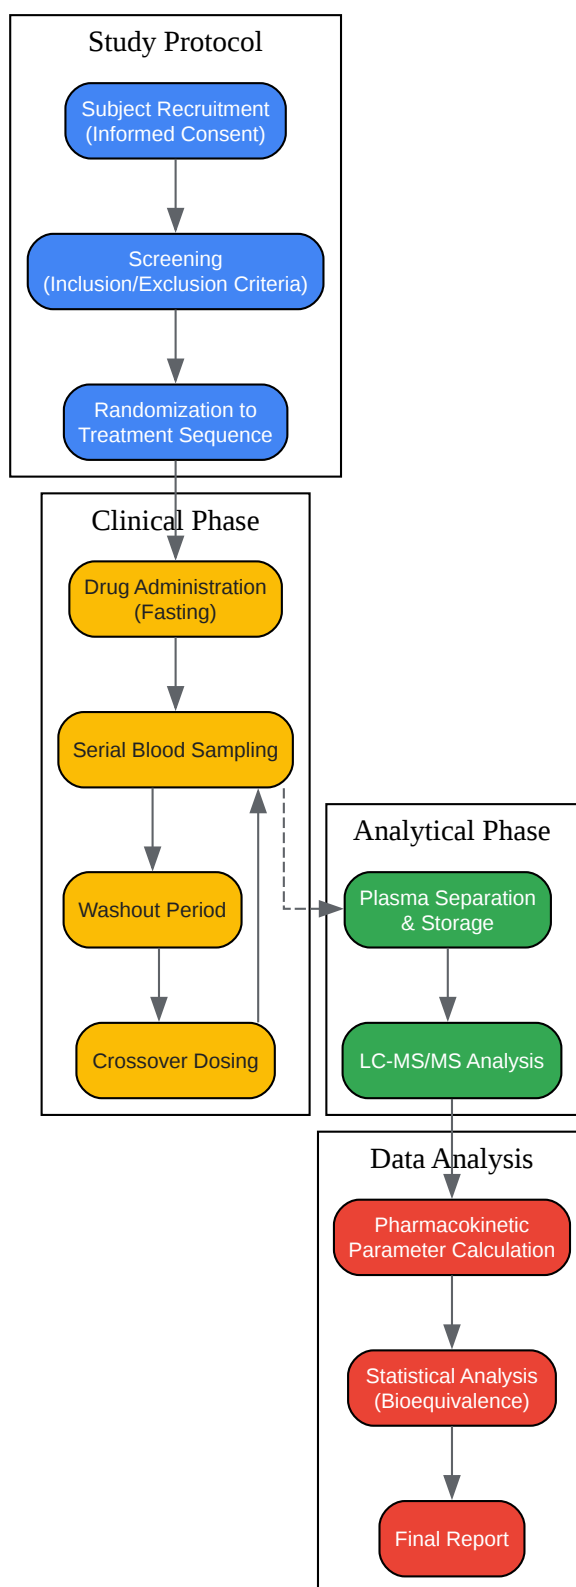 Study Protocol
Subject Recruitment
(Informed Consent)
Screening
(Inclusion/Exclusion Criteria)
Randomization to
Treatment Sequence
Clinical Phase
Drug Administration
(Fasting)
Serial Blood Sampling
Washout Period
Crossover Dosing
Analytical Phase
Plasma Separation
& Storage
LC-MS/MS Analysis
Data Analysis
Pharmacokinetic
Parameter Calculation
Statistical Analysis
(Bioequivalence)
Final Report